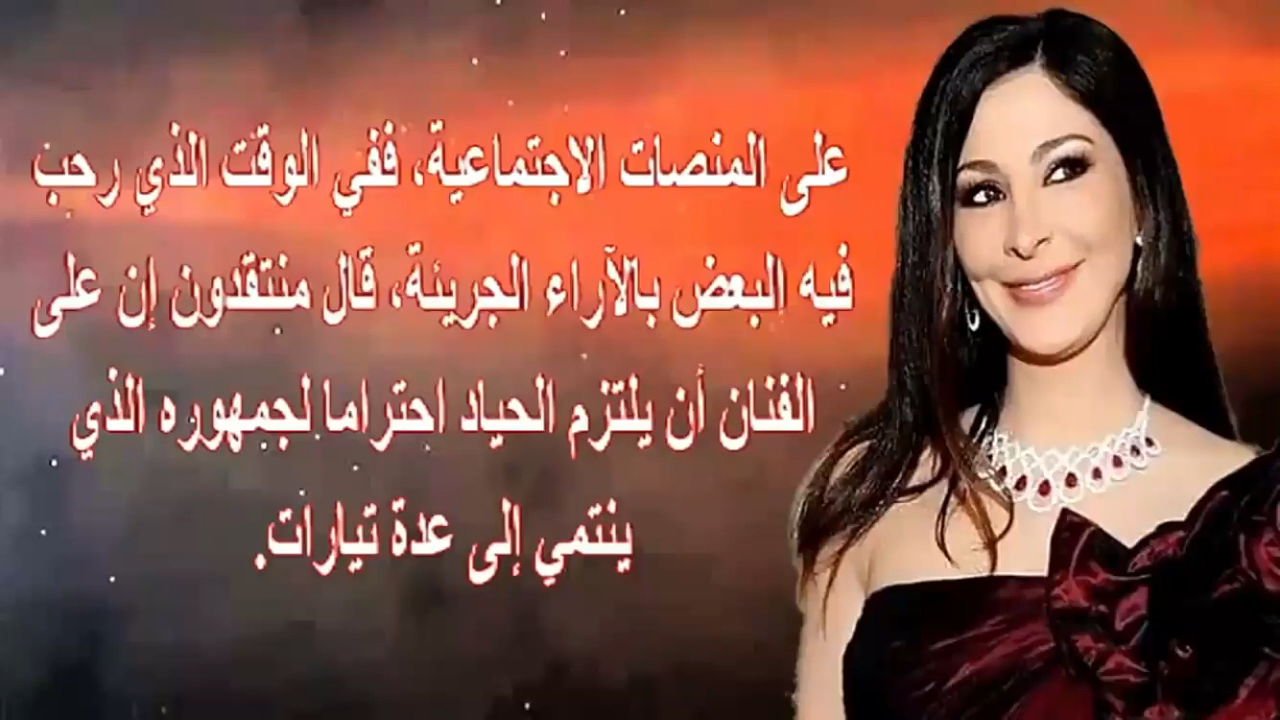 على المنصات الاجتماعية، ففي الوقت الذي رحب
فيه البعض بالآراء الجريئة، قال منتقدون إن على
الفنان أن يلتزم الحياد احتراما لجمهوره الذي
ينتمي إلى عدة تيارات.